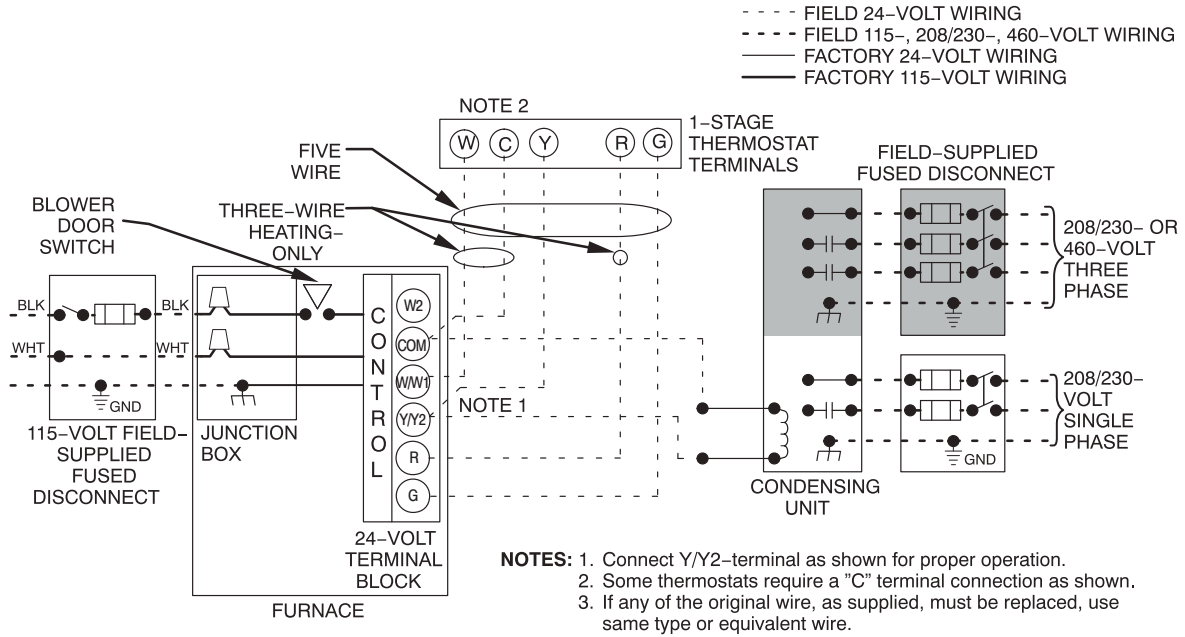 FIELD 24-VOLT WIRING
FIELD 115-, 208/230-, 460-VOLT WIRING
FACTORY 24-VOLT WIRING
FACTORY 115-VOLT WIRING
NOTE 2
W C Y R G
1-STAGE
THERMOSTAT
TERMINALS
FIVE
WIRE
THREE-WIRE
HEATING-
ONLY
BLOWER
DOOR
SWITCH
FIELD-SUPPLIED
FUSED DISCONNECT
208/230- OR
460-VOLT
THREE
PHASE
BLK
BLK
WHT
WHT
GND
115-VOLT FIELD-
SUPPLIED
FUSED
DISCONNECT
JUNCTION
BOX
CONTROL
W2
COM
W/W1
Y/Y2
R
G
NOTE 1
24-VOLT
TERMINAL
BLOCK
FURNACE
208/230-
VOLT
SINGLE
PHASE
GND
CONDENSING
UNIT
NOTES: 1. Connect Y/Y2-terminal as shown for proper operation.
2. Some thermostats require a "C" terminal connection as shown.
3. If any of the original wire, as supplied, must be replaced, use
same type or equivalent wire.